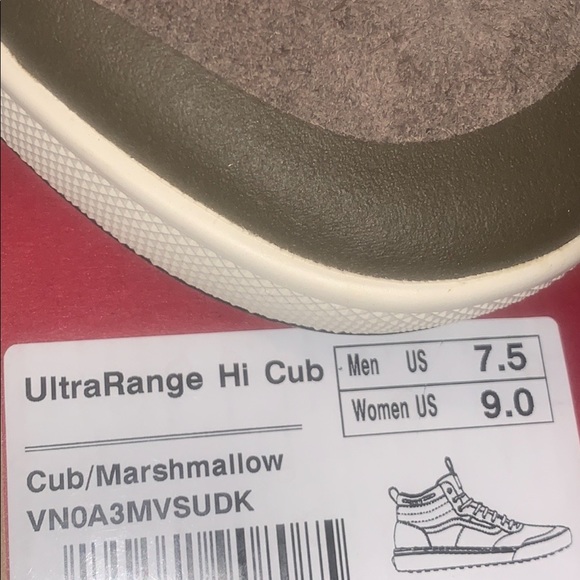 UltraRange Hi Cub
Men US 7.5
Women US 9.0
Cub/Marshmallow
VN0A3MVSUDK